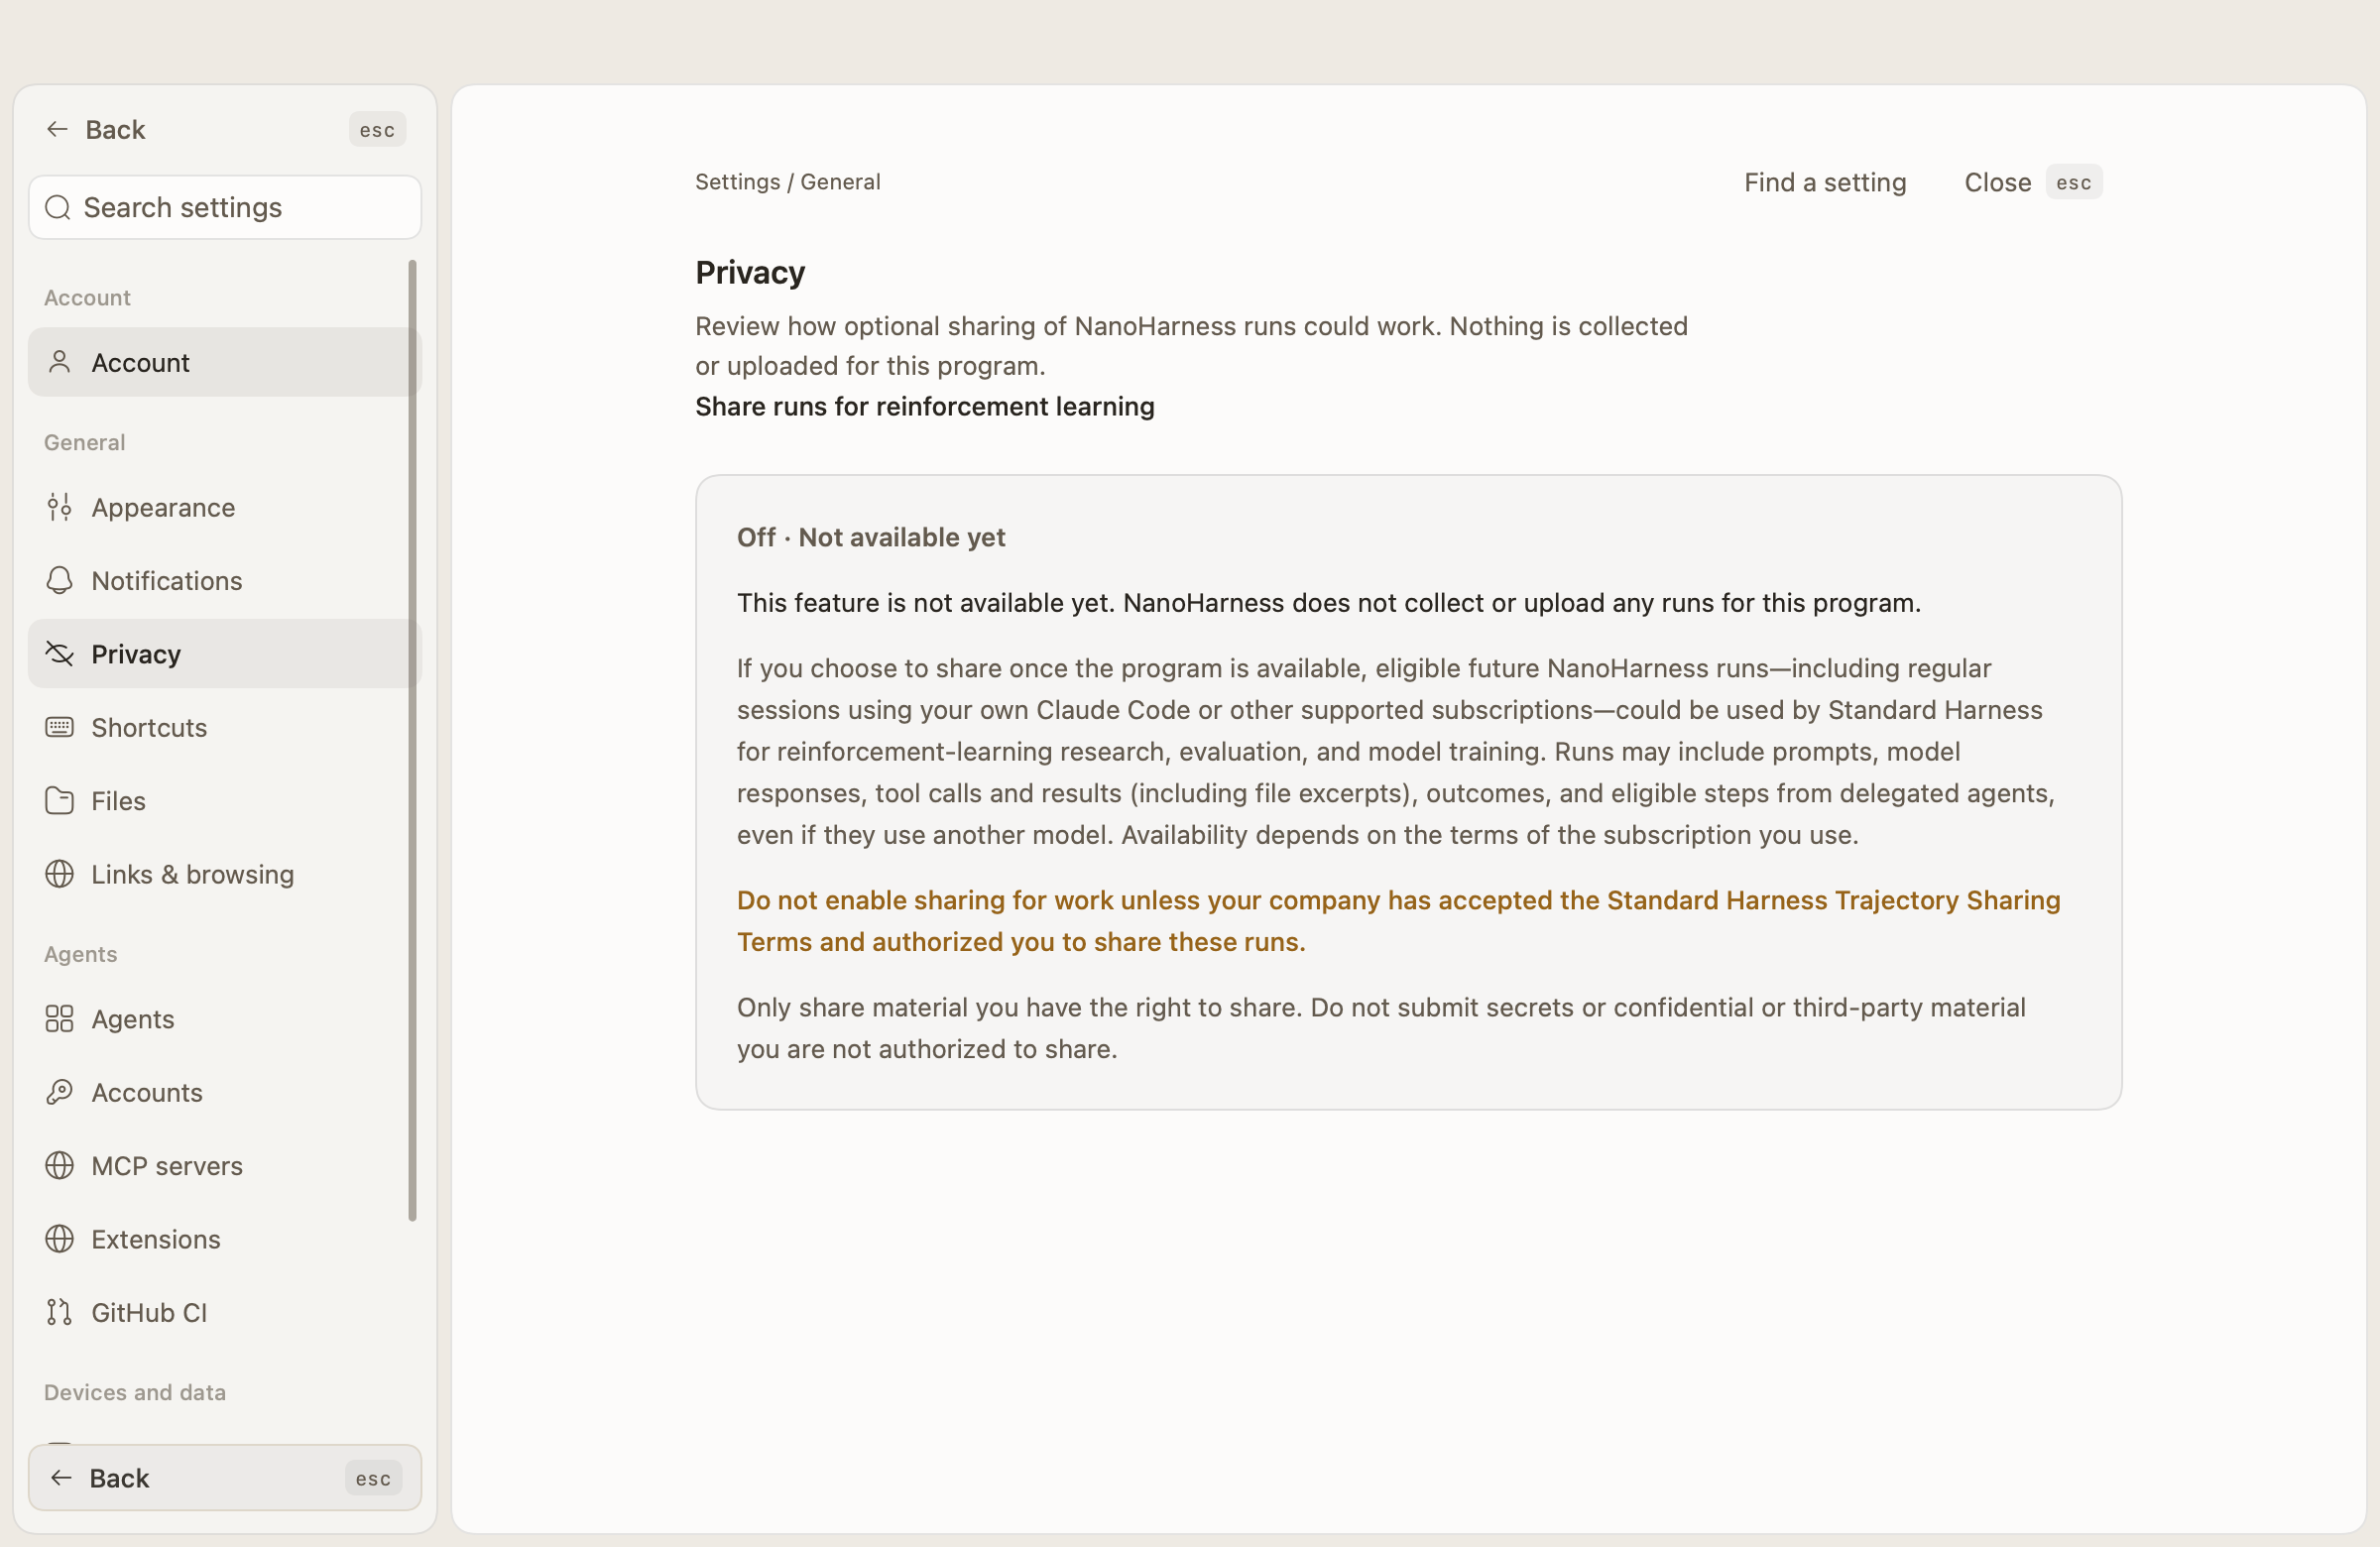 Back esc
Search settings
Account
Account
General
Appearance
Notifications
Privacy
Shortcuts
Files
Links & browsing
Agents
Agents
Accounts
MCP servers
Extensions
GitHub CI
Devices and data
Back esc
Settings / General
Find a setting
Close esc
Privacy
Review how optional sharing of NanoHarness runs could work. Nothing is collected
or uploaded for this program.
Share runs for reinforcement learning
Off · Not available yet
This feature is not available yet. NanoHarness does not collect or upload any runs for this program.
If you choose to share once the program is available, eligible future NanoHarness runs—including regular
sessions using your own Claude Code or other supported subscriptions—could be used by Standard Harness
for reinforcement-learning research, evaluation, and model training. Runs may include prompts, model
responses, tool calls and results (including file excerpts), outcomes, and eligible steps from delegated agents,
even if they use another model. Availability depends on the terms of the subscription you use.
Do not enable sharing for work unless your company has accepted the Standard Harness Trajectory Sharing
Terms and authorized you to share these runs.
Only share material you have the right to share. Do not submit secrets or confidential or third-party material
you are not authorized to share.